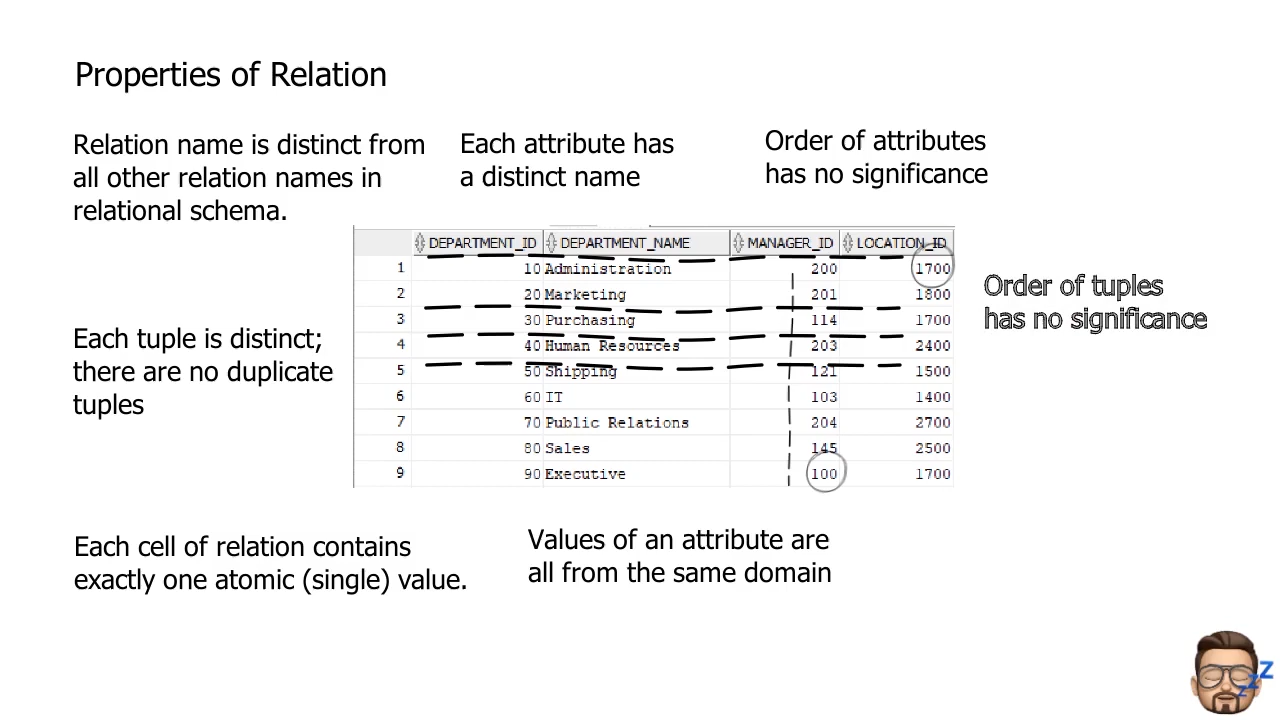 Properties of Relation
Relation name is distinct from
all other relation names in
relational schema.
Each attribute has
a distinct name
Order of attributes
has no significance
DEPARTMENT_ID DEPARTMENT_NAME MANAGER_ID LOCATION_ID
1 10 Administration 200 1700
2 20 Marketing 201 1800
3 30 Purchasing 114 1700
4 40 Human Resources 203 2400
5 50 Shipping 121 1500
6 60 IT 103 1400
7 70 Public Relations 204 2700
8 80 Sales 145 2500
9 90 Executive 100 1700
Order of tuples
has no significance
Each tuple is distinct;
there are no duplicate
tuples
Each cell of relation contains
exactly one atomic (single) value.
Values of an attribute are
all from the same domain
z z Z